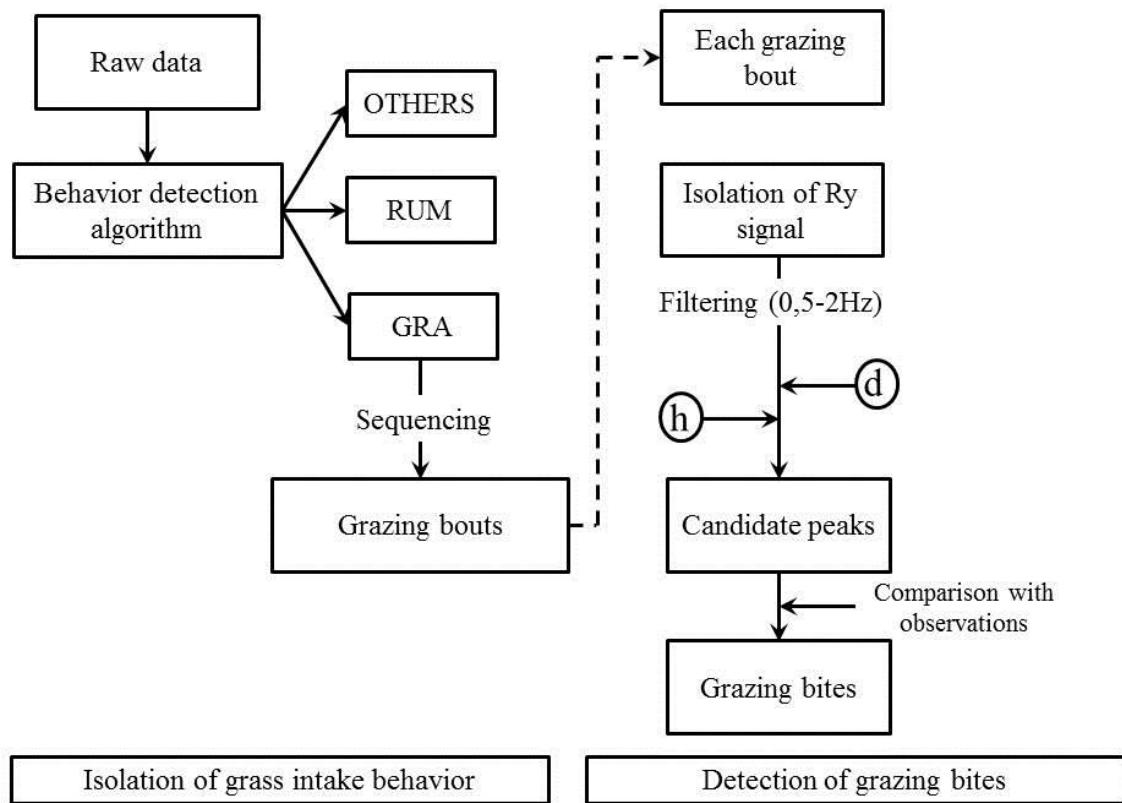 Raw data
Behavior detection
algorithm
OTHERS
RUM
GRA
Sequencing
Grazing bouts
Each grazing
bout
Isolation of Ry
signal
Filtering (0,5-2Hz)
d
h
Candidate peaks
Comparison with
observations
Grazing bites
Isolation of grass intake behavior
Detection of grazing bites